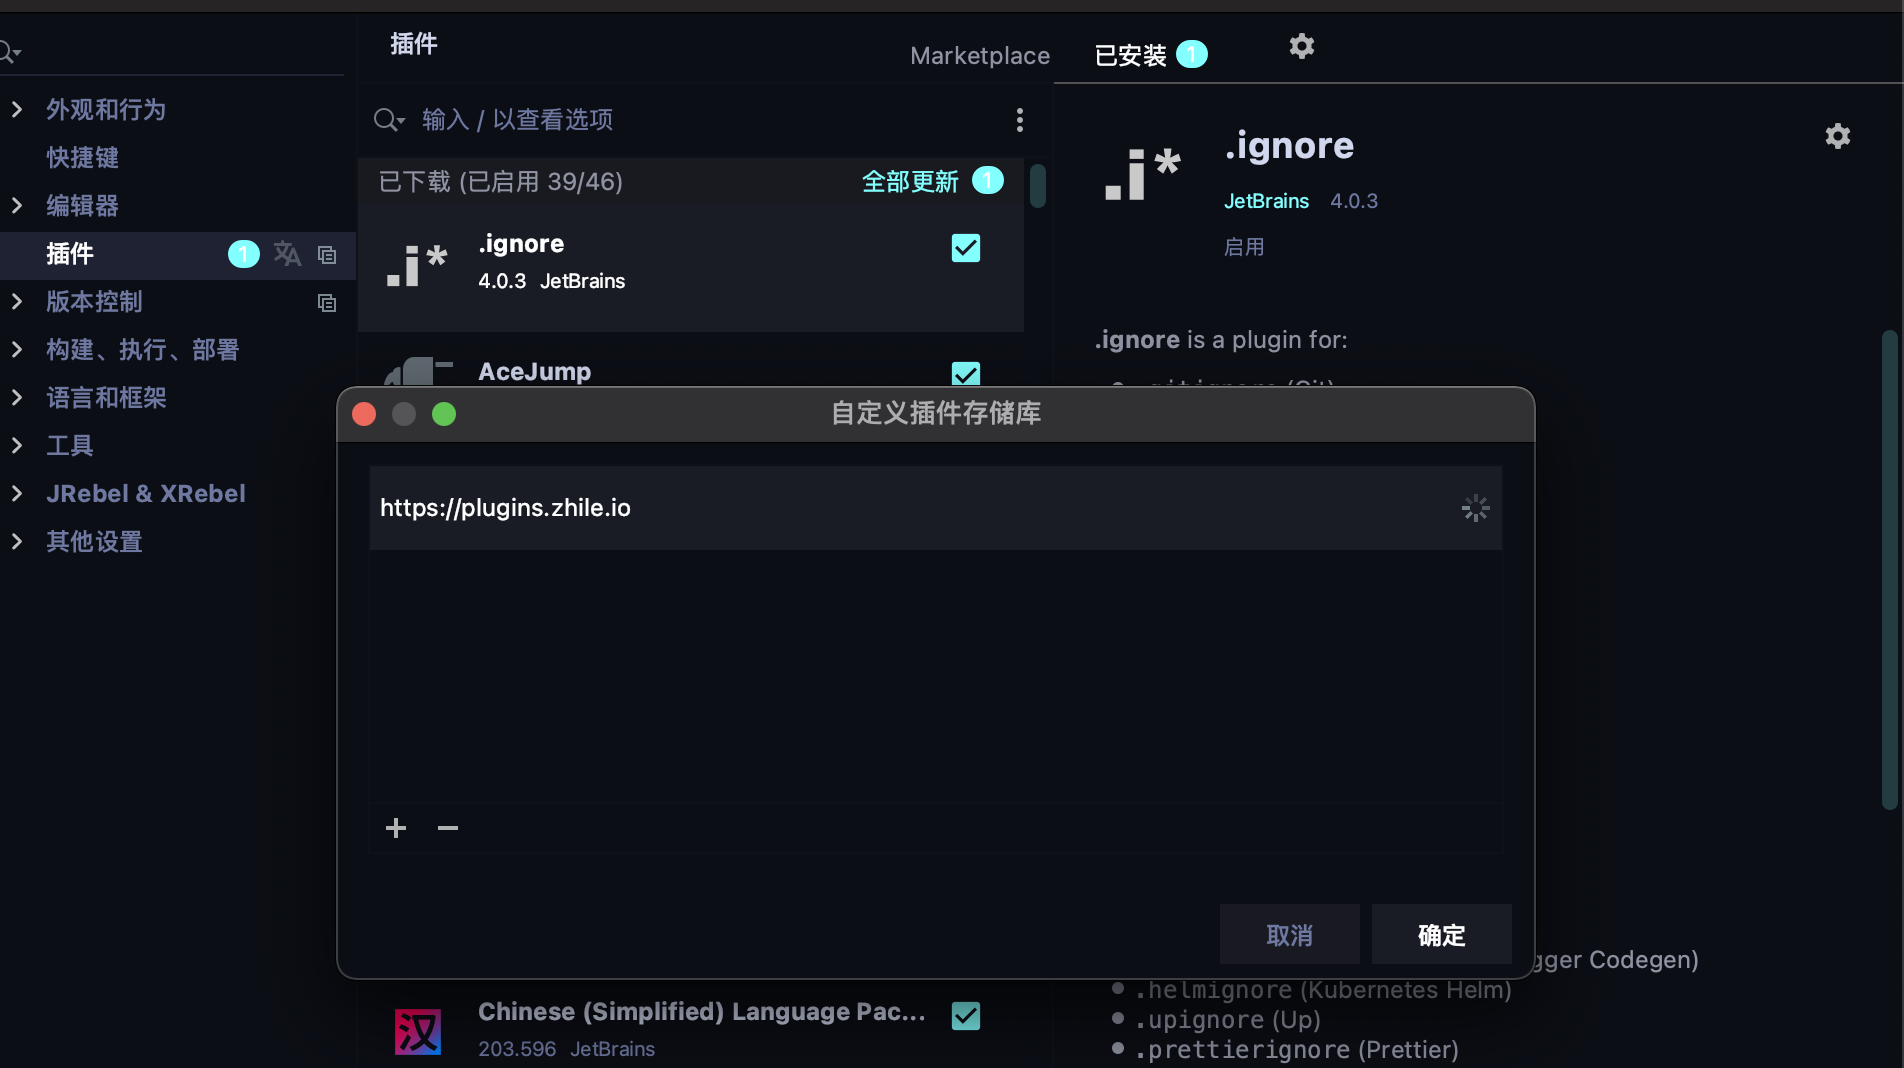 插件
Marketplace
已安装 1
外观和行为
快捷键
编辑器
插件 1
版本控制
构建、执行、部署
语言和框架
工具
JRebel & XRebel
其他设置
输入 / 以查看选项
已下载 (已启用 39/46)
全部更新 1
.i*
.ignore
4.0.3 JetBrains
AceJump
自定义插件存储库
https://plugins.zhile.io
取消
确定
汉
Chinese (Simplified) Language Pac...
203.596 JetBrains
.i*
.ignore
JetBrains 4.0.3
启用
.ignore is a plugin for:
.gitignore (Git)
gger Codegen)
.helmignore (Kubernetes Helm)
.upignore (Up)
.prettierignore (Prettier)